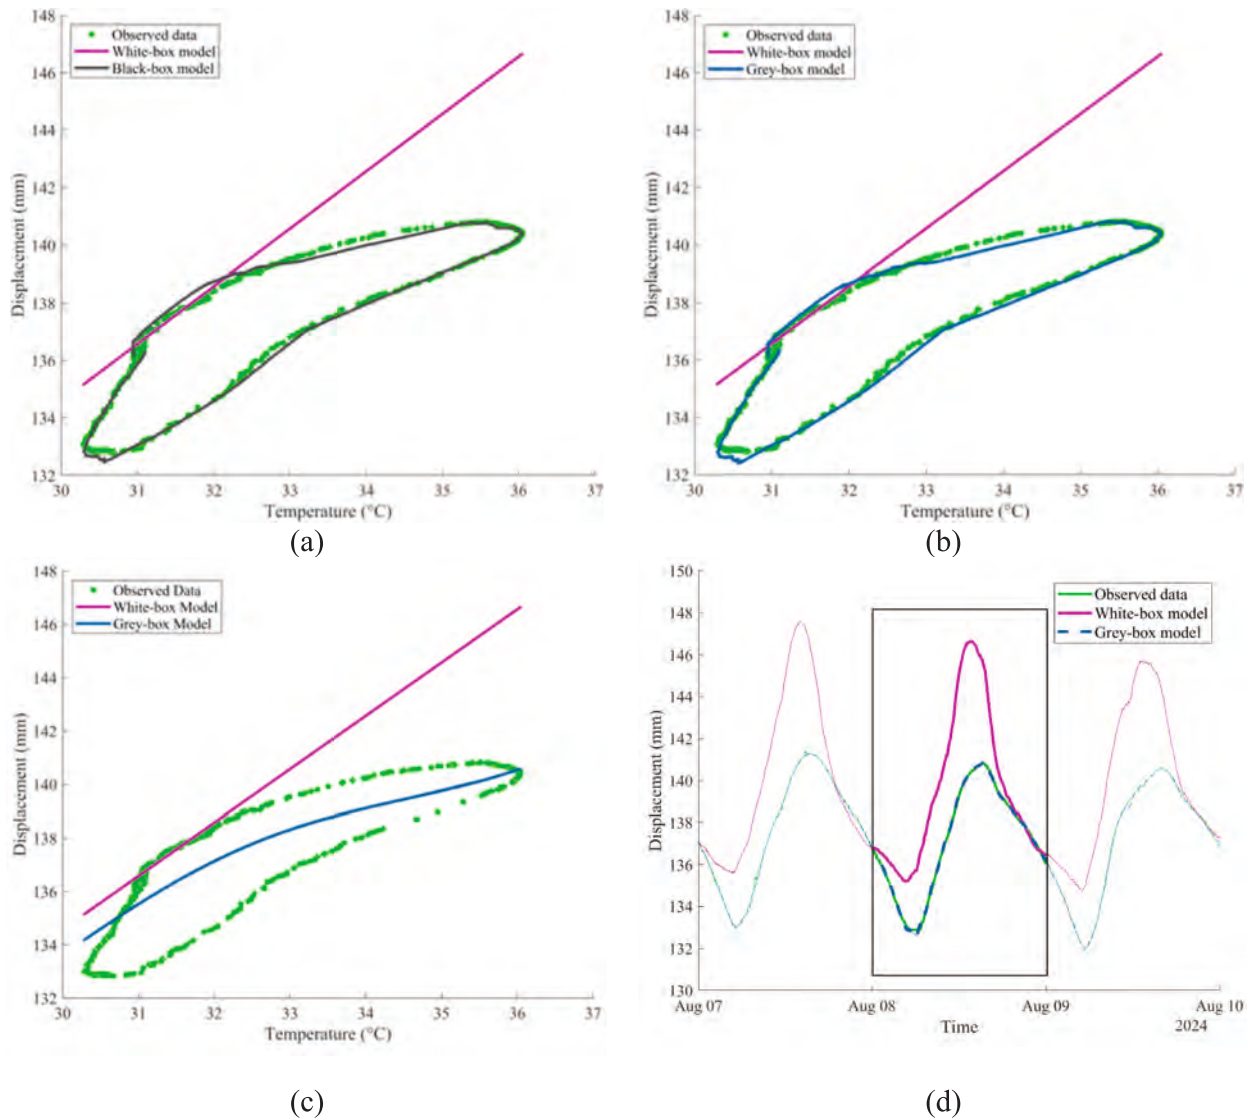 148
146
144
142
140
138
136
134
132
Displacement (mm)
Observed data
White-box model
Black-box model
30 31 32 33 34 35 36 37
Temperature (°C)
(a)
148
146
144
142
140
138
136
134
132
Displacement (mm)
Observed data
White-box model
Grey-box model
30 31 32 33 34 35 36 37
Temperature (°C)
(b)
148
146
144
142
140
138
136
134
132
Displacement (mm)
Observed Data
White-box Model
Grey-box Model
30 31 32 33 34 35 36 37
Temperature (°C)
(c)
150
148
146
144
142
140
138
136
134
132
130
Displacement (mm)
Observed data
White-box model
Grey-box model
Aug 07 Aug 08 Aug 09 Aug 10
Time 2024
(d)